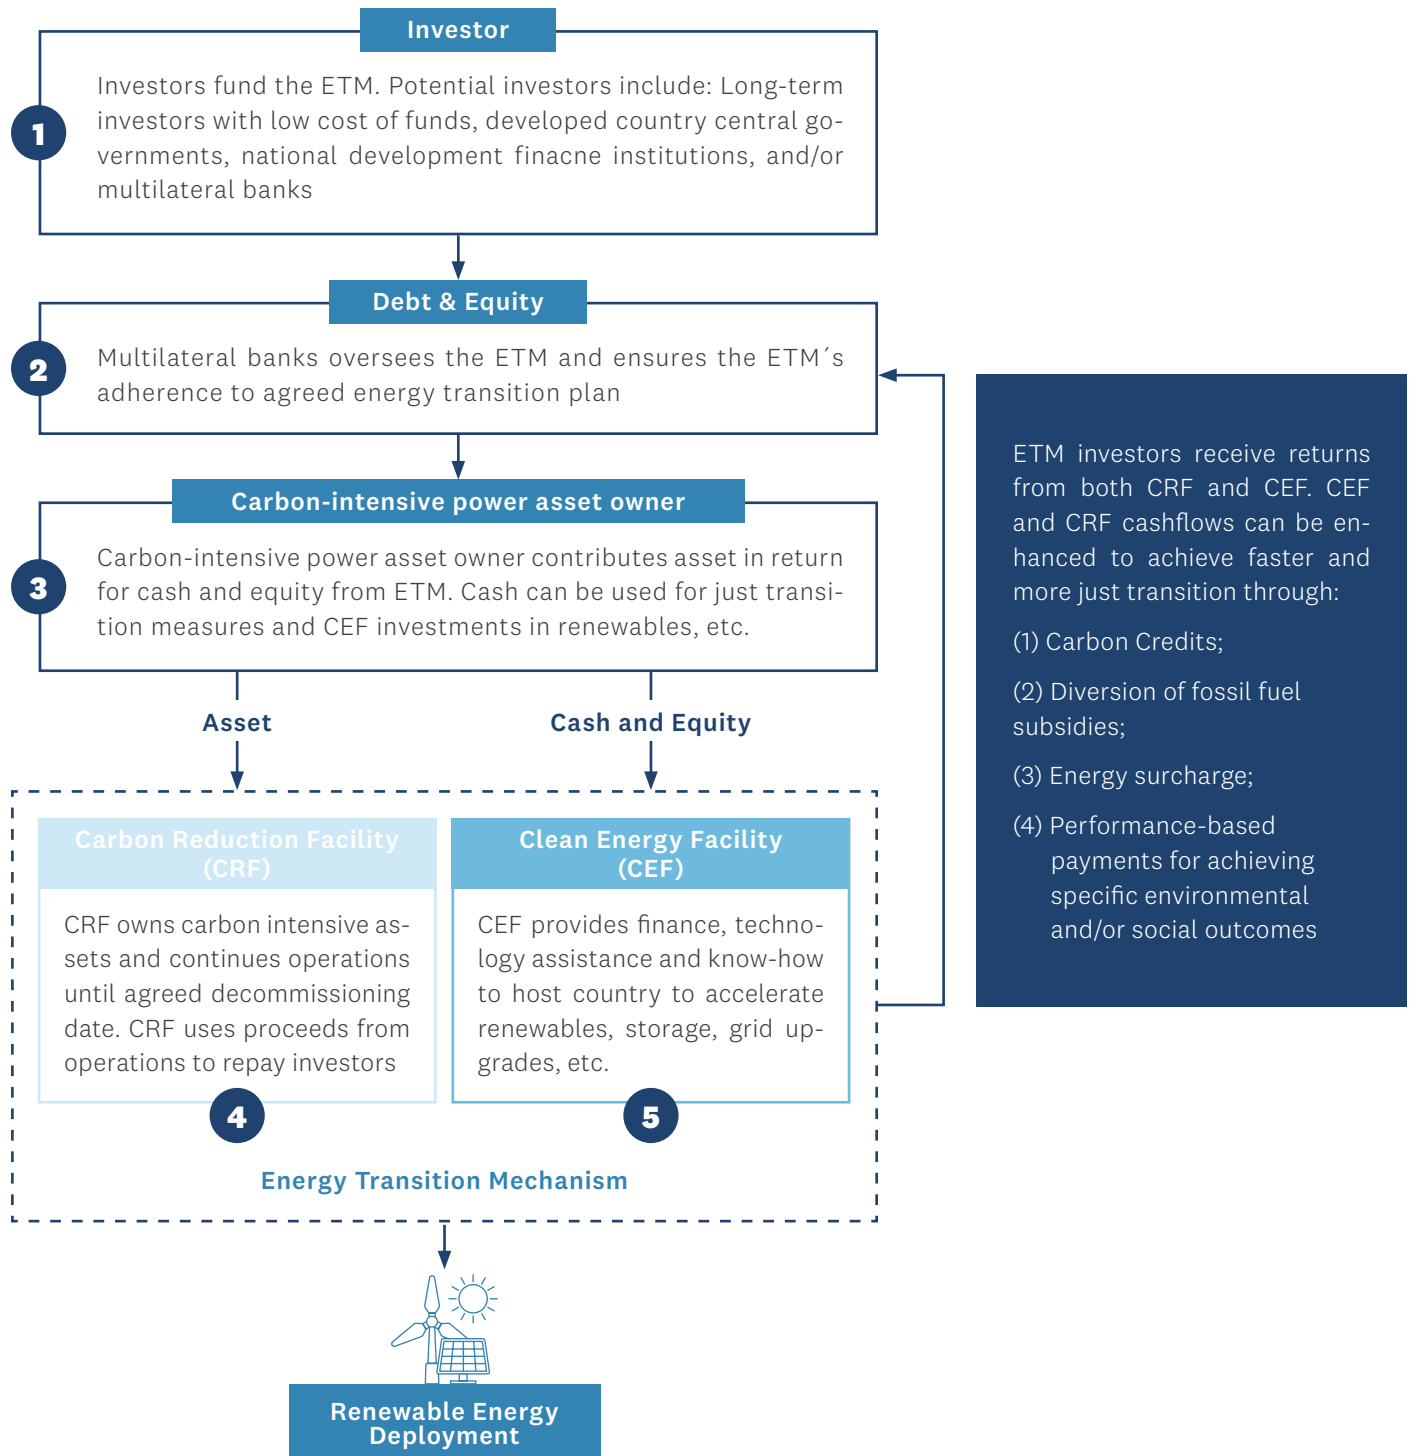 Investor
1
Investors fund the ETM. Potential investors include: Long-term
investors with low cost of funds, developed country central go-
vernments, national development finacne institutions, and/or
multilateral banks
Debt & Equity
2
Multilateral banks oversees the ETM and ensures the ETM´s
adherence to agreed energy transition plan
Carbon-intensive power asset owner
3
Carbon-intensive power asset owner contributes asset in return
for cash and equity from ETM. Cash can be used for just transi-
tion measures and CEF investments in renewables, etc.
Asset
Cash and Equity
Carbon Reduction Facility
(CRF)
CRF owns carbon intensive as-
sets and continues operations
until agreed decommissioning
date. CRF uses proceeds from
operations to repay investors
4
Clean Energy Facility
(CEF)
CEF provides finance, techno-
logy assistance and know-how
to host country to accelerate
renewables, storage, grid up-
grades, etc.
5
Energy Transition Mechanism
Renewable Energy
Deployment
ETM investors receive returns
from both CRF and CEF. CEF
and CRF cashflows can be en-
hanced to achieve faster and
more just transition through:
(1) Carbon Credits;
(2) Diversion of fossil fuel
subsidies;
(3) Energy surcharge;
(4) Performance-based
payments for achieving
specific environmental
and/or social outcomes